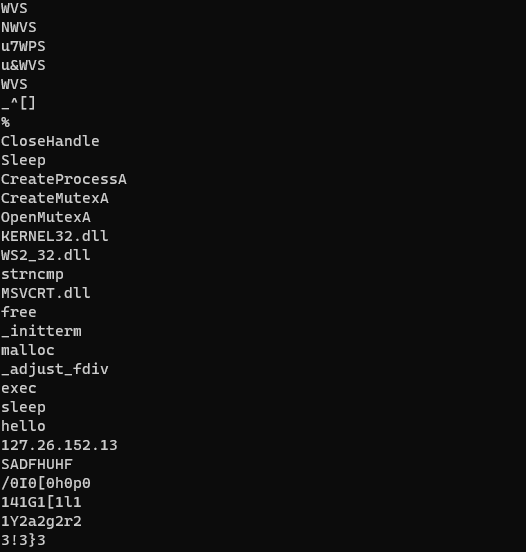 WVS
NWVS
u7WPS
u&WVS
WVS
_^[]
%
CloseHandle
Sleep
CreateProcessA
CreateMutexA
OpenMutexA
KERNEL32.dll
WS2_32.dll
strncmp
MSVCRT.dll
free
_initterm
malloc
_adjust_fdiv
exec
sleep
hello
127.26.152.13
SADFHUHF
/0I0[0h0p0
141G1[1l1
1Y2a2g2r2
3!3}3